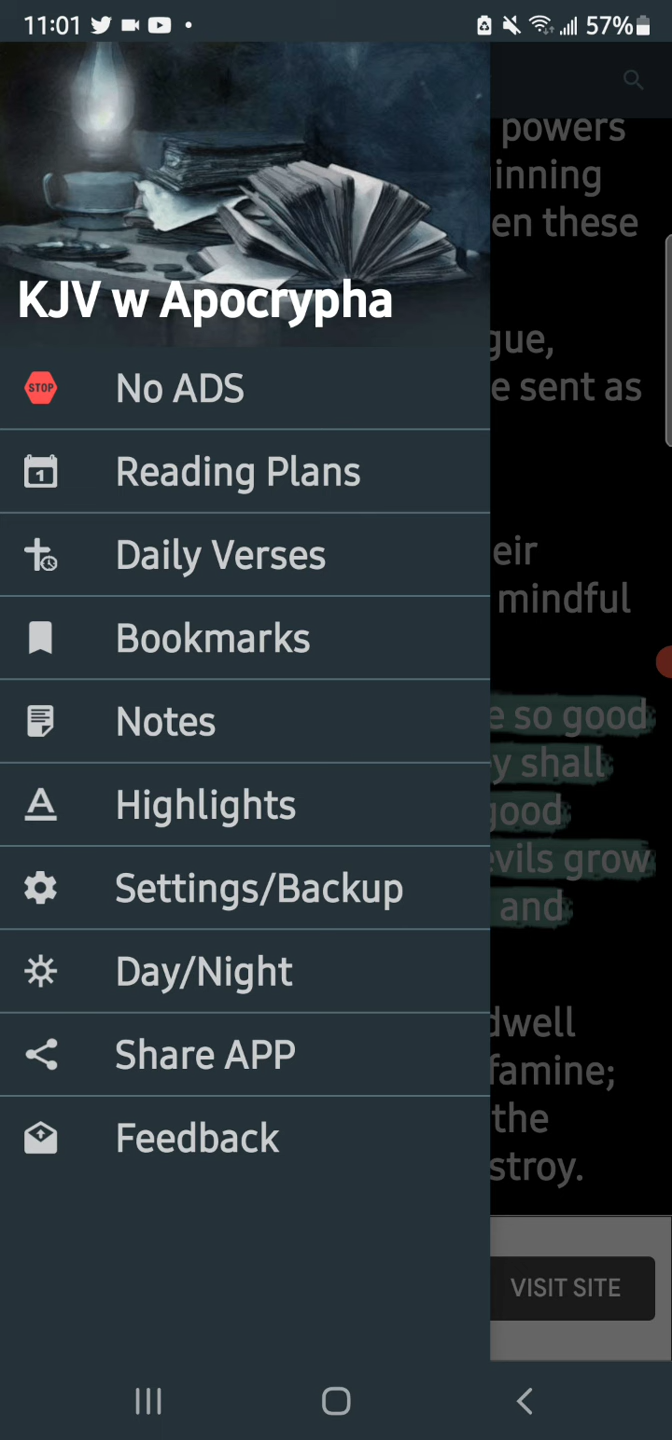 11:01
57%
powers
inning
en these
KJV w Apocrypha
gue,
e sent as
STOP
No ADS
1
Reading Plans
eir
mindful
Daily Verses
Bookmarks
Notes
e so good
y shall
Highlights
good
evils grow
Settings/Backup
and
Day/Night
dwell
Share APP
famine;
the
Feedback
stroy.
VISIT SITE